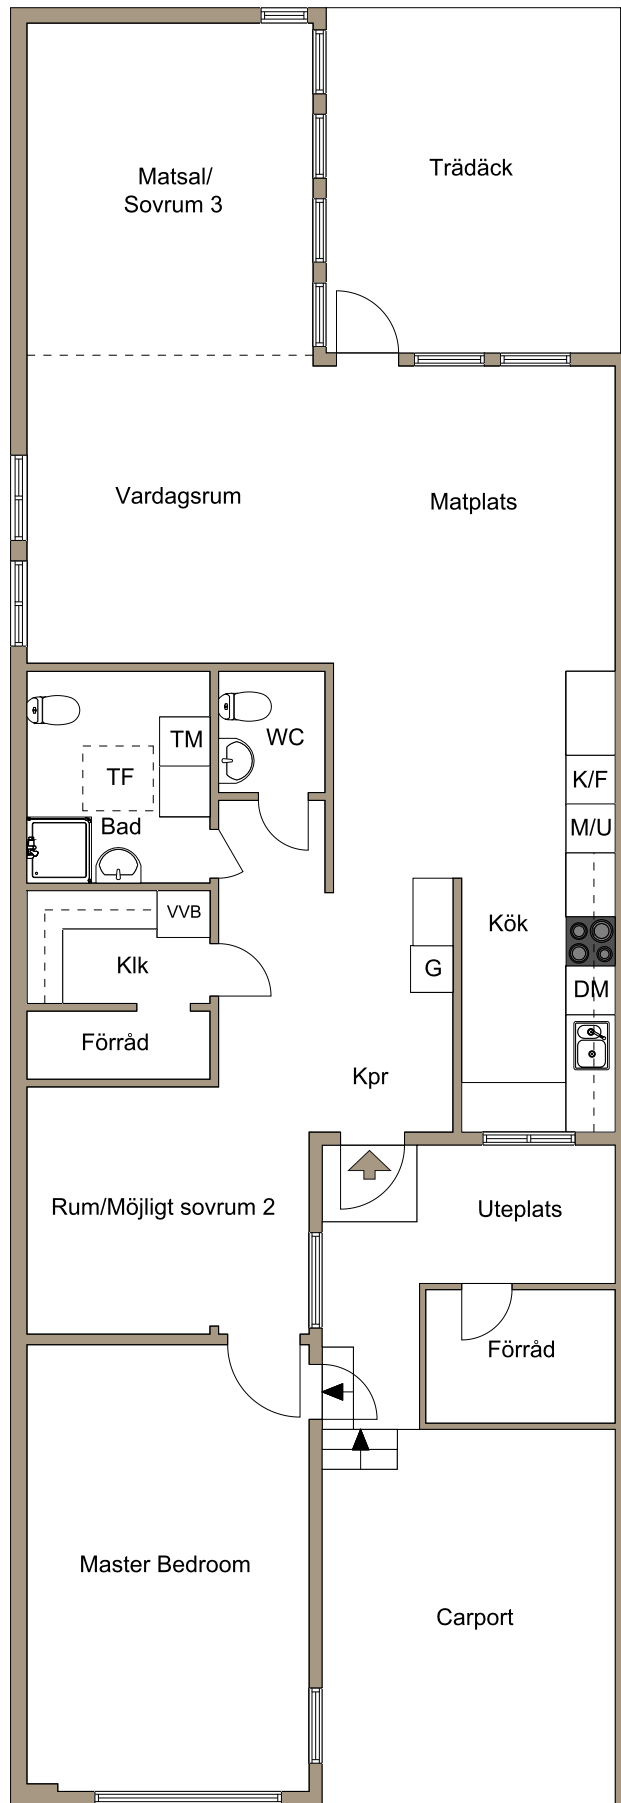 Matsal/
Sovrum 3
Trädäck
Vardagsrum
Matplats
TM
WC
TF
K/F
Bad
M/U
VVB
Kök
Klk
G
DM
Förråd
Kpr
Rum/Möjligt sovrum 2
Uteplats
Förråd
Master Bedroom
Carport